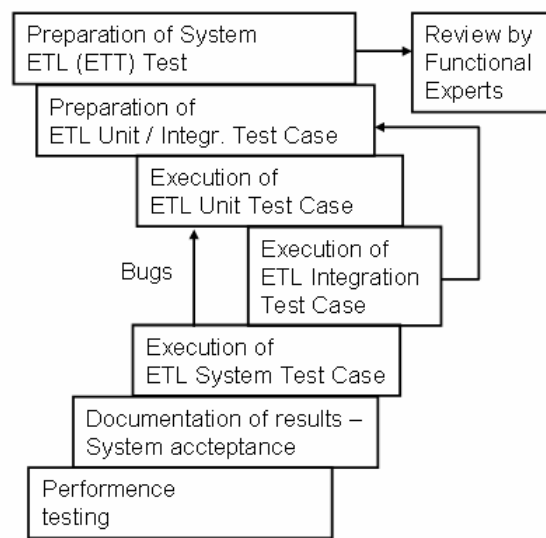 Preparation of System
ETL (ETT) Test
Review by
Functional
Experts
Preparation of
ETL Unit / Integr. Test Case
Execution of
ETL Unit Test Case
Execution of
ETL Integration
Test Case
Bugs
Execution of
ETL System Test Case
Documentation of results –
System accteptance
Performence
testing